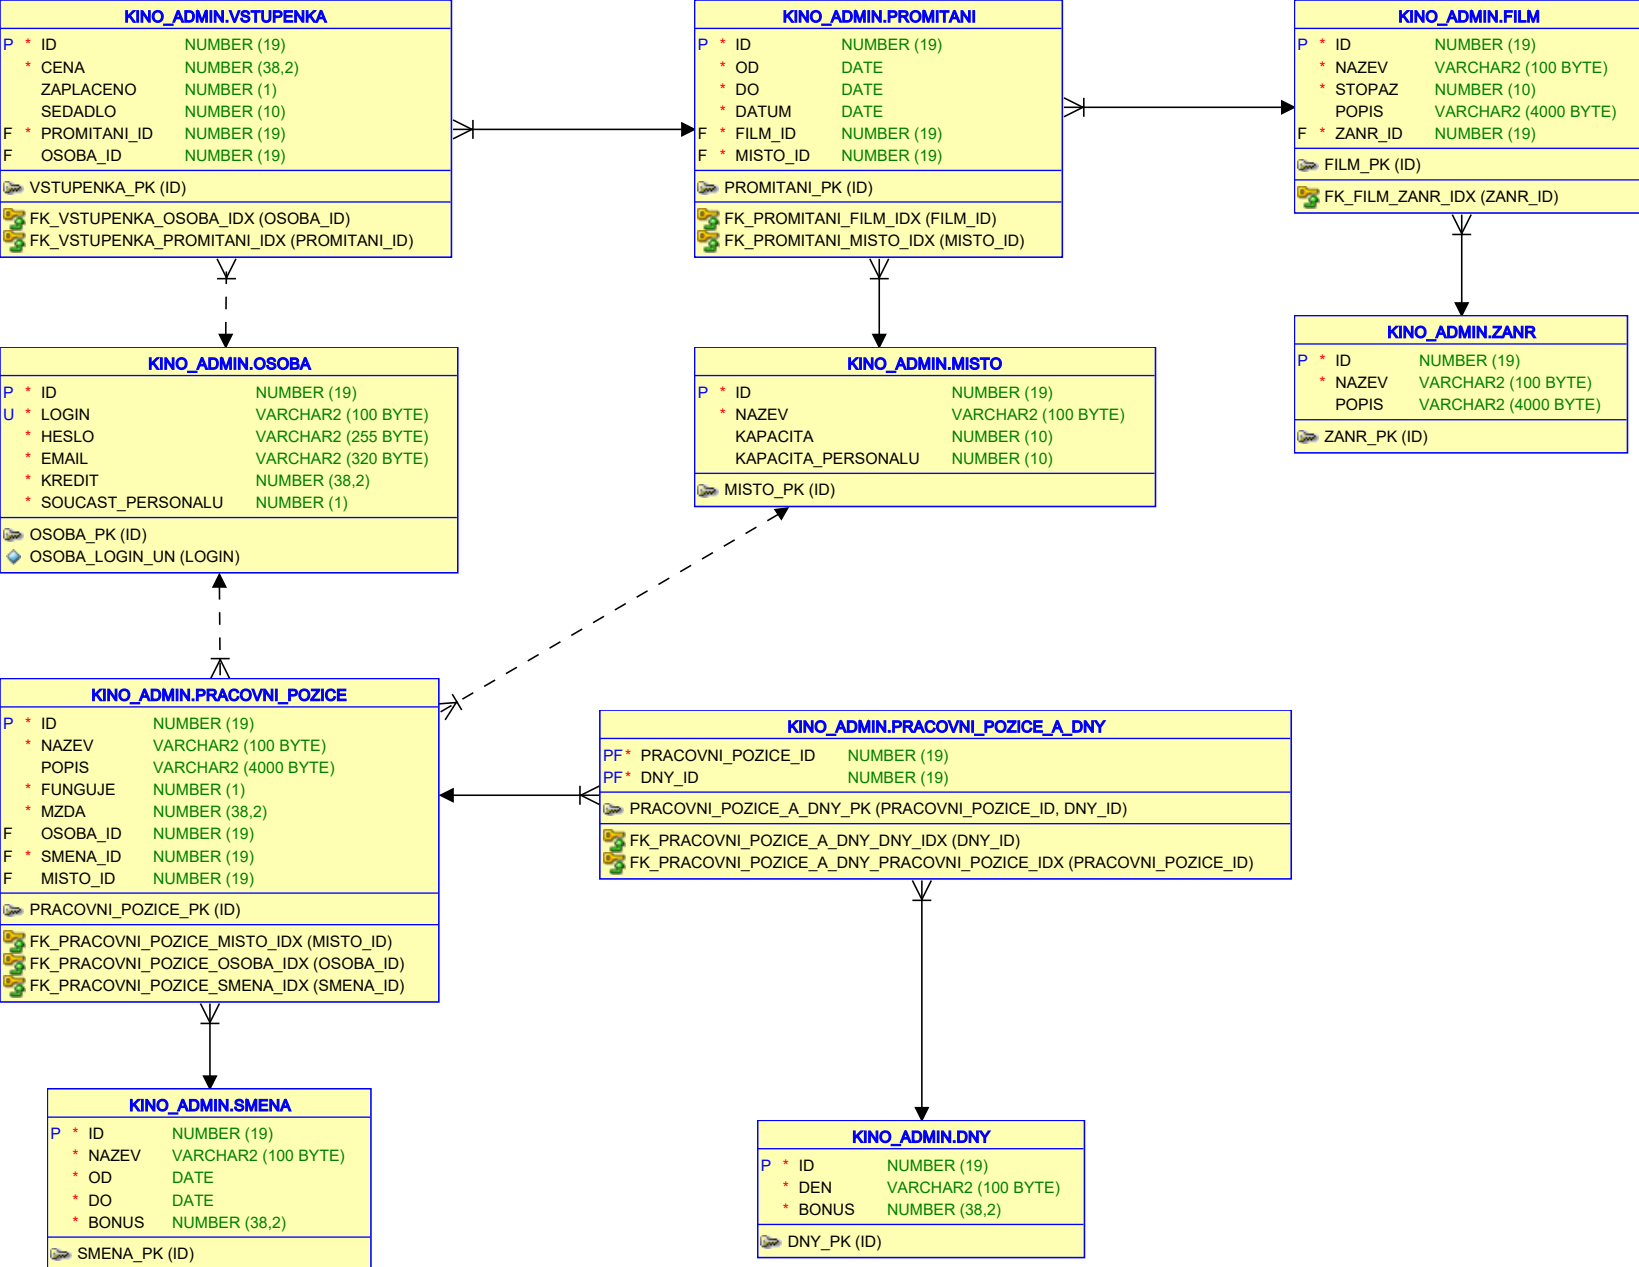 KINO_ADMIN.VSTUPENKA
P * ID NUMBER (19)
* CENA NUMBER (38,2)
ZAPLACENO NUMBER (1)
SEDADLO NUMBER (10)
F * PROMITANI_ID NUMBER (19)
F OSOBA_ID NUMBER (19)
VSTUPENKA_PK (ID)
FK_VSTUPENKA_OSOBA_IDX (OSOBA_ID)
FK_VSTUPENKA_PROMITANI_IDX (PROMITANI_ID)
KINO_ADMIN.PROMITANI
P * ID NUMBER (19)
* OD DATE
* DO DATE
* DATUM DATE
F * FILM_ID NUMBER (19)
F * MISTO_ID NUMBER (19)
PROMITANI_PK (ID)
FK_PROMITANI_FILM_IDX (FILM_ID)
FK_PROMITANI_MISTO_IDX (MISTO_ID)
KINO_ADMIN.FILM
P * ID NUMBER (19)
* NAZEV VARCHAR2 (100 BYTE)
* STOPAZ NUMBER (10)
POPIS VARCHAR2 (4000 BYTE)
F * ZANR_ID NUMBER (19)
FILM_PK (ID)
FK_FILM_ZANR_IDX (ZANR_ID)
KINO_ADMIN.OSOBA
P * ID NUMBER (19)
U * LOGIN VARCHAR2 (100 BYTE)
* HESLO VARCHAR2 (255 BYTE)
* EMAIL VARCHAR2 (320 BYTE)
* KREDIT NUMBER (38,2)
* SOUCAST_PERSONALU NUMBER (1)
OSOBA_PK (ID)
OSOBA_LOGIN_UN (LOGIN)
KINO_ADMIN.MISTO
P * ID NUMBER (19)
* NAZEV VARCHAR2 (100 BYTE)
KAPACITA NUMBER (10)
KAPACITA_PERSONALU NUMBER (10)
MISTO_PK (ID)
KINO_ADMIN.ZANR
P * ID NUMBER (19)
* NAZEV VARCHAR2 (100 BYTE)
POPIS VARCHAR2 (4000 BYTE)
ZANR_PK (ID)
KINO_ADMIN.PRACOVNI_POZICE
P * ID NUMBER (19)
* NAZEV VARCHAR2 (100 BYTE)
POPIS VARCHAR2 (4000 BYTE)
* FUNGUJE NUMBER (1)
* MZDA NUMBER (38,2)
F OSOBA_ID NUMBER (19)
F * SMENA_ID NUMBER (19)
F MISTO_ID NUMBER (19)
PRACOVNI_POZICE_PK (ID)
FK_PRACOVNI_POZICE_MISTO_IDX (MISTO_ID)
FK_PRACOVNI_POZICE_OSOBA_IDX (OSOBA_ID)
FK_PRACOVNI_POZICE_SMENA_IDX (SMENA_ID)
KINO_ADMIN.PRACOVNI_POZICE_A_DNY
PF* PRACOVNI_POZICE_ID NUMBER (19)
PF* DNY_ID NUMBER (19)
PRACOVNI_POZICE_A_DNY_PK (PRACOVNI_POZICE_ID, DNY_ID)
FK_PRACOVNI_POZICE_A_DNY_DNY_IDX (DNY_ID)
FK_PRACOVNI_POZICE_A_DNY_PRACOVNI_POZICE_IDX (PRACOVNI_POZICE_ID)
KINO_ADMIN.SMENA
P * ID NUMBER (19)
* NAZEV VARCHAR2 (100 BYTE)
* OD DATE
* DO DATE
* BONUS NUMBER (38,2)
SMENA_PK (ID)
KINO_ADMIN.DNY
P * ID NUMBER (19)
* DEN VARCHAR2 (100 BYTE)
* BONUS NUMBER (38,2)
DNY_PK (ID)